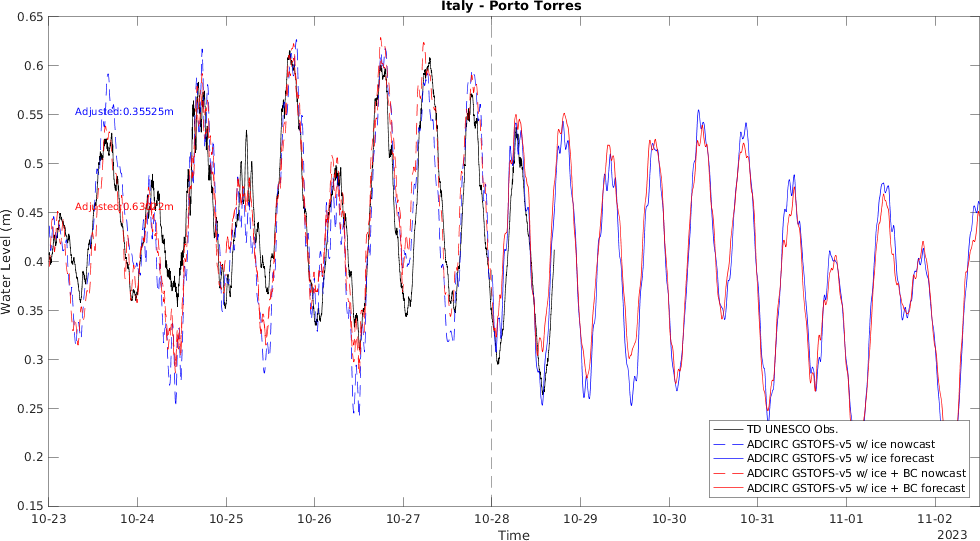 Italy - Porto Torres
Water Level (m)
0.65
0.6
0.55
0.5
0.45
0.4
0.35
0.3
0.25
0.2
0.15
Adjusted:0.35525m
TD UNESCO Obs.
ADCIRC GSTOFS-v5 w/ ice nowcast
ADCIRC GSTOFS-v5 w/ ice forecast
ADCIRC GSTOFS-v5 w/ ice + BC nowcast
ADCIRC GSTOFS-v5 w/ ice + BC forecast
10-23 10-24 10-25 10-26 10-27 10-28 10-29 10-30 10-31 11-01 11-02
Time
2023